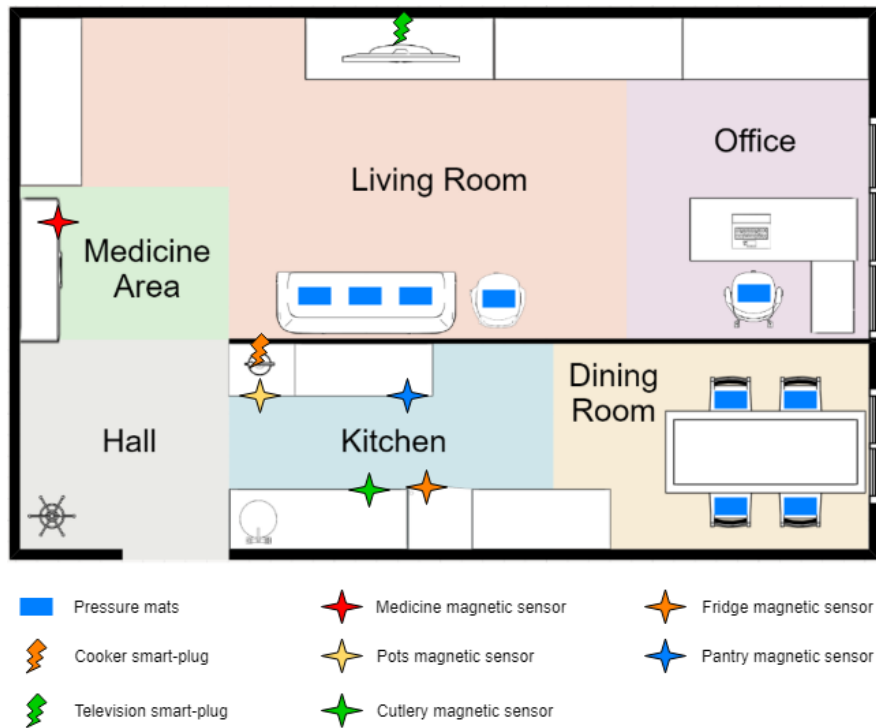 Office
Living Room
Medicine
Area
Dining
Room
Hall
Kitchen
Pressure mats
Medicine magnetic sensor
Fridge magnetic sensor
Cooker smart-plug
Pots magnetic sensor
Pantry magnetic sensor
Television smart-plug
Cutlery magnetic sensor